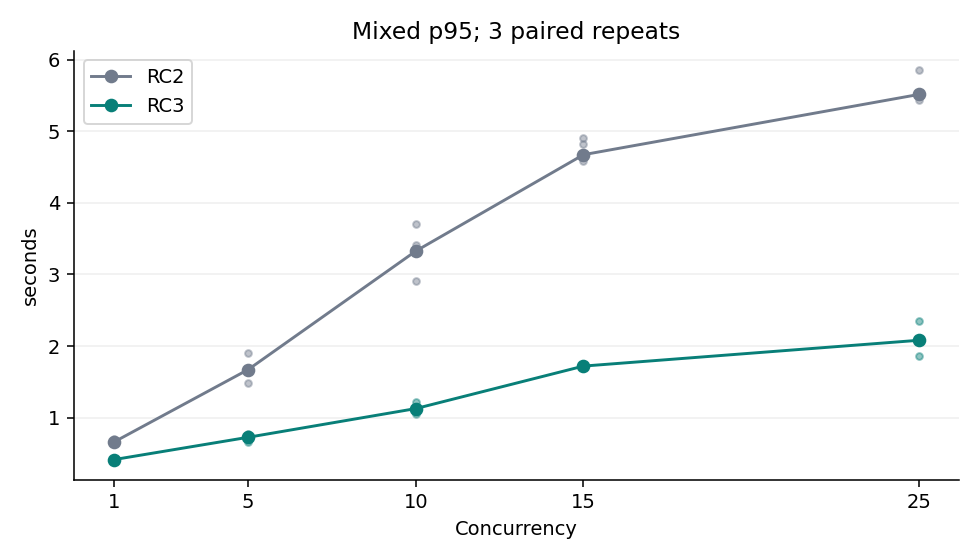 Mixed p95; 3 paired repeats
6
5
4
3
2
1
seconds
RC2
RC3
1 5 10 15 25
Concurrency